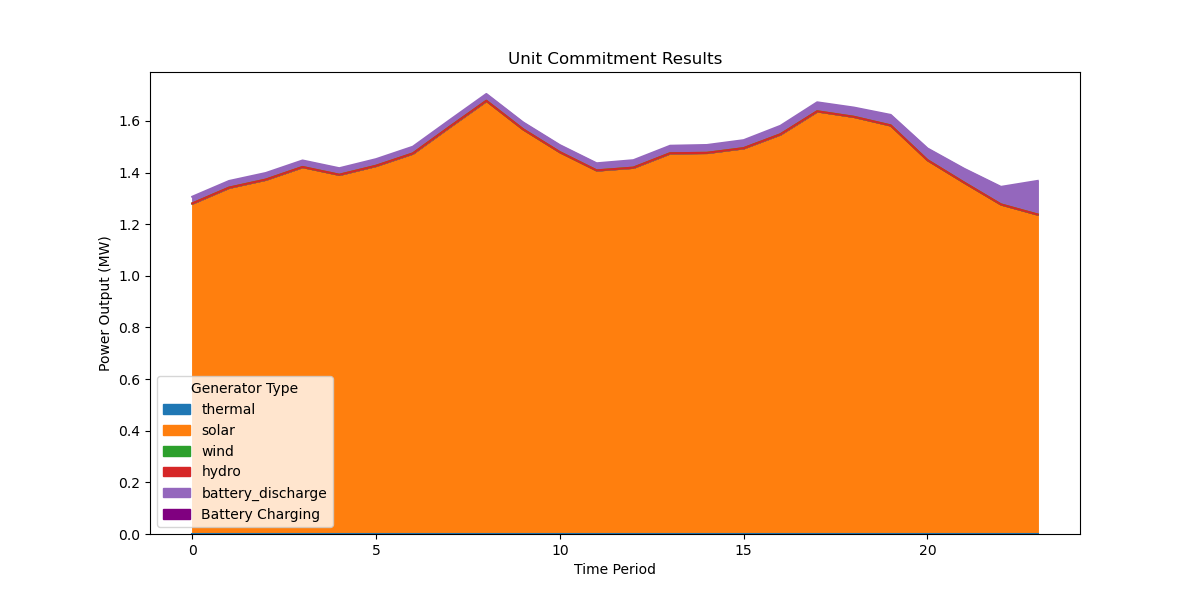 Unit Commitment Results
Power Output (MW)
1.6
1.4
1.2
1.0
0.8
0.6
0.4
0.2
0.0
Generator Type
thermal
solar
wind
hydro
battery_discharge
Battery Charging
0 5 10 15 20
Time Period